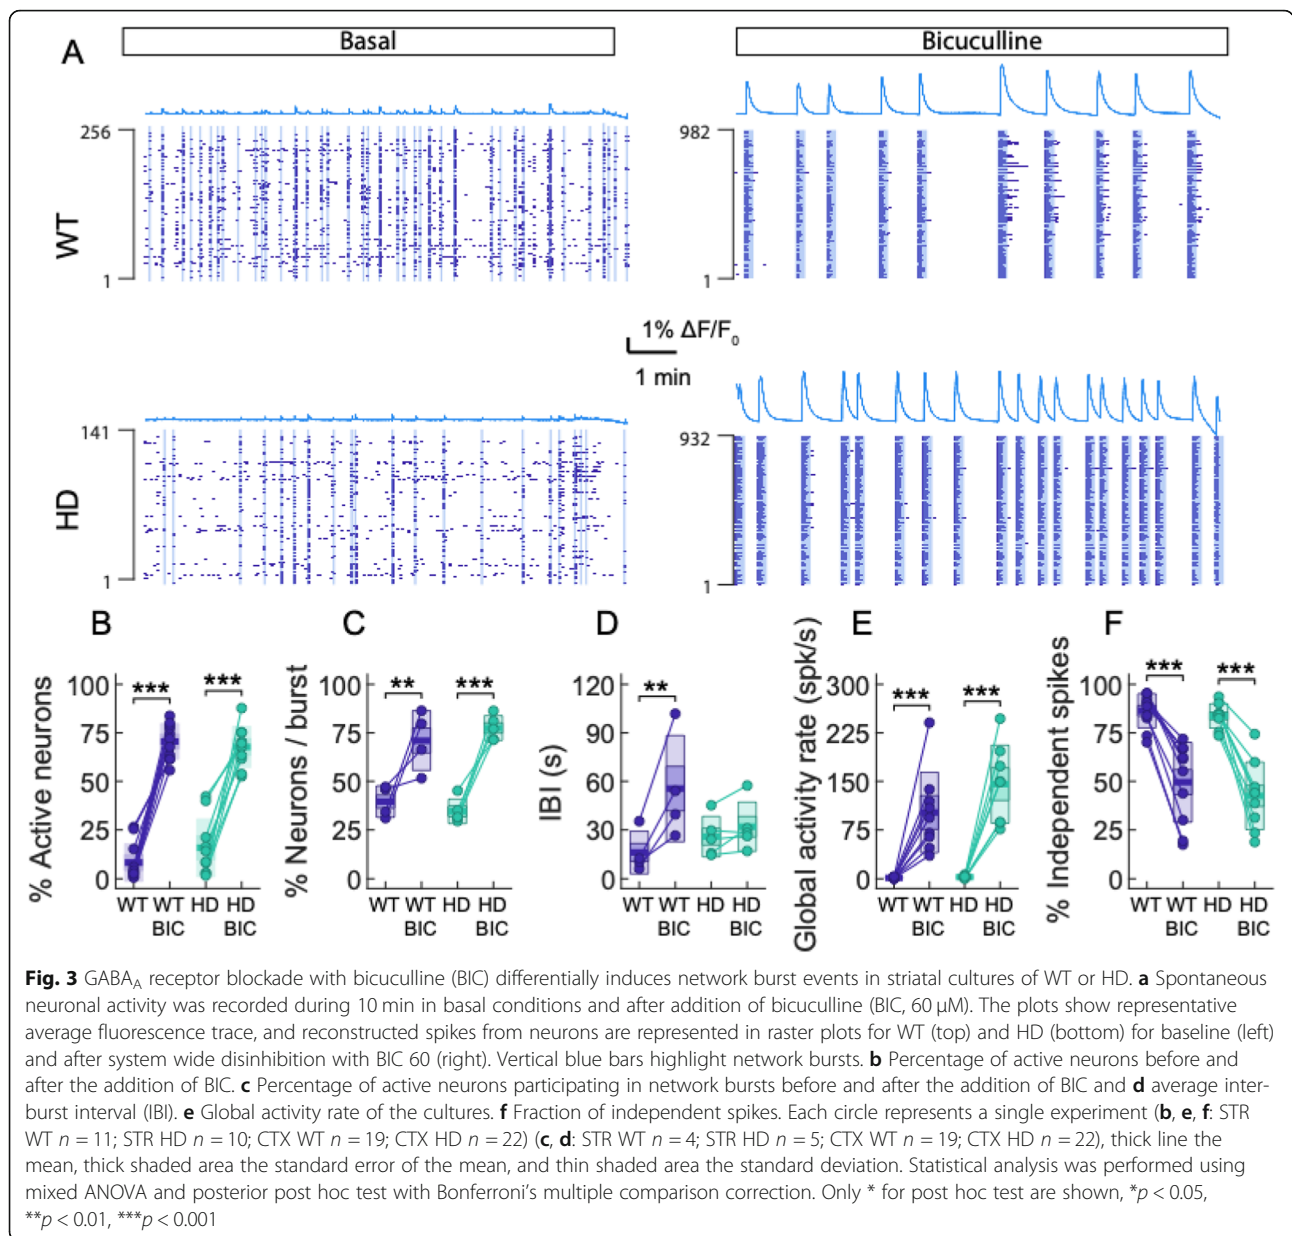 A
Basal
Bicuculline
256
982
WT
1
1
1% ΔF/F₀
1 min
141
932
HD
1
1
B
C
D
E
F
% Active neurons
100
75
50
25
0
***
***
WT WT HD HD
BIC BIC
% Neurons / burst
100
75
50
25
0
**
***
WT WT HD HD
BIC BIC
IBI (s)
120
90
60
30
0
**
WT WT HD HD
BIC BIC
Global activity rate (spk/s)
300
225
150
75
0
***
***
WT WT HD HD
BIC BIC
% Independent spikes
100
75
50
25
0
***
***
WT WT HD HD
BIC BIC
Fig. 3 GABA_A receptor blockade with bicuculline (BIC) differentially induces network burst events in striatal cultures of WT or HD. a Spontaneous
neuronal activity was recorded during 10 min in basal conditions and after addition of bicuculline (BIC, 60 μM). The plots show representative
average fluorescence trace, and reconstructed spikes from neurons are represented in raster plots for WT (top) and HD (bottom) for baseline (left)
and after system wide disinhibition with BIC 60 (right). Vertical blue bars highlight network bursts. b Percentage of active neurons before and
after the addition of BIC. c Percentage of active neurons participating in network bursts before and after the addition of BIC and d average inter-
burst interval (IBI). e Global activity rate of the cultures. f Fraction of independent spikes. Each circle represents a single experiment (b, e, f: STR
WT n = 11; STR HD n = 10; CTX WT n = 19; CTX HD n = 22) (c, d: STR WT n = 4; STR HD n = 5; CTX WT n = 19; CTX HD n = 22), thick line the
mean, thick shaded area the standard error of the mean, and thin shaded area the standard deviation. Statistical analysis was performed using
mixed ANOVA and posterior post hoc test with Bonferroni's multiple comparison correction. Only * for post hoc test are shown, *p < 0.05,
**p < 0.01, ***p < 0.001